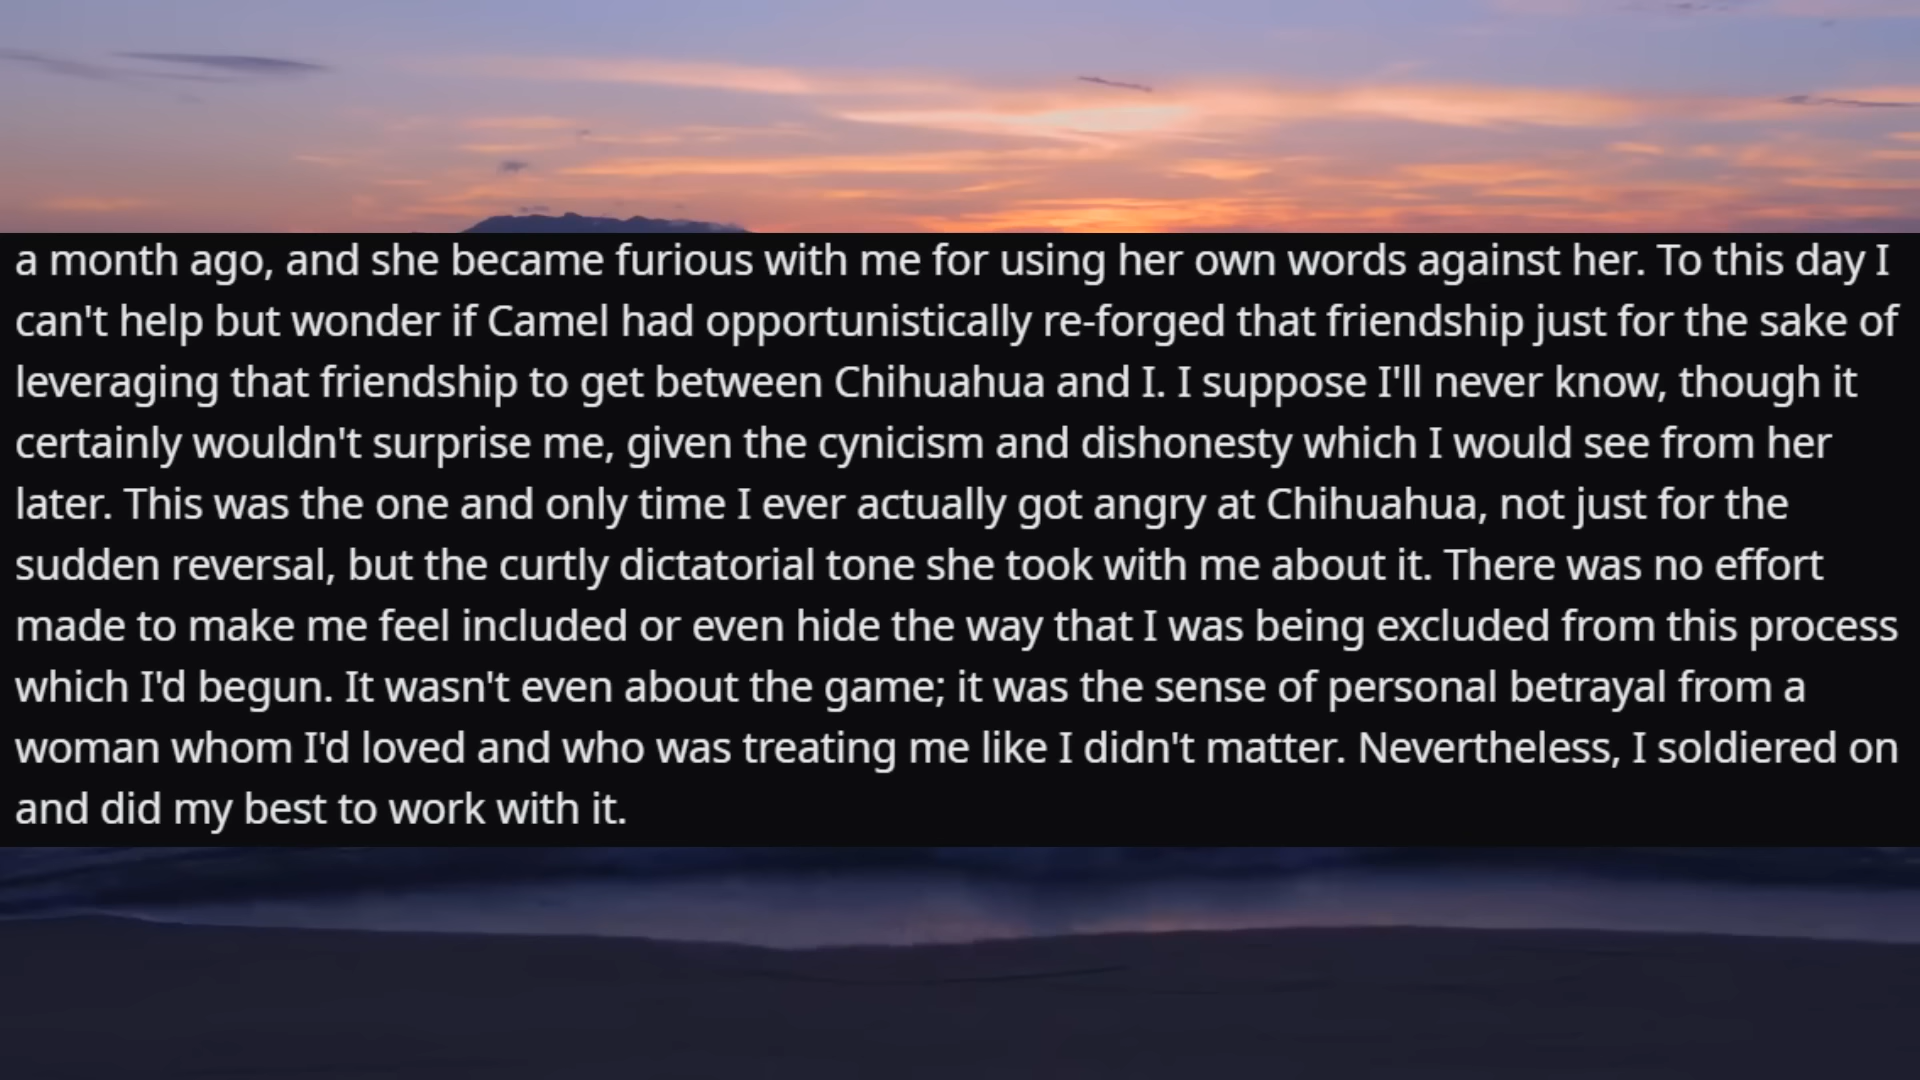 a month ago, and she became furious with me for using her own words against her. To this day I
can't help but wonder if Camel had opportunistically re-forged that friendship just for the sake of
leveraging that friendship to get between Chihuahua and I. I suppose I'll never know, though it
certainly wouldn't surprise me, given the cynicism and dishonesty which I would see from her
later. This was the one and only time I ever actually got angry at Chihuahua, not just for the
sudden reversal, but the curtly dictatorial tone she took with me about it. There was no effort
made to make me feel included or even hide the way that I was being excluded from this process
which I'd begun. It wasn't even about the game; it was the sense of personal betrayal from a
woman whom I'd loved and who was treating me like I didn't matter. Nevertheless, I soldiered on
and did my best to work with it.